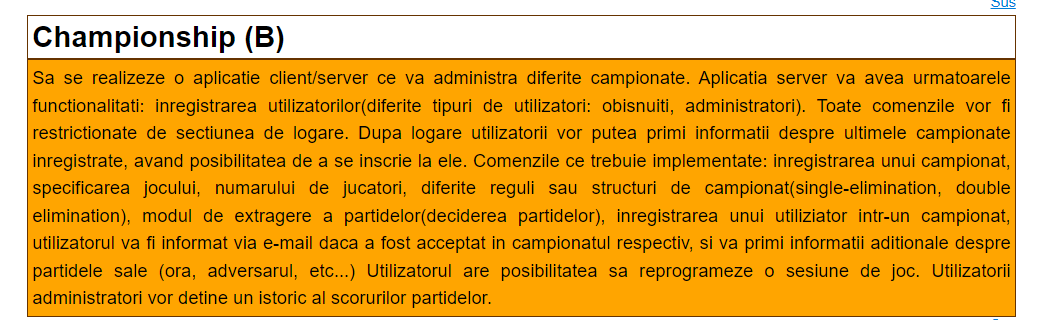 Sus
Championship (B)
Sa se realizeze o aplicatie client/server ce va administra diferite campionate. Aplicatia server va avea urmatoarele
functionalitati: inregistrarea utilizatorilor(diferite tipuri de utilizatori: obisnuiti, administratori). Toate comenzile vor fi
restrictionate de sectiunea de logare. Dupa logare utilizatorii vor putea primi informatii despre ultimele campionate
inregistrate, avand posibilitatea de a se inscrie la ele. Comenzile ce trebuie implementate: inregistrarea unui campionat,
specificarea jocului, numarului de jucatori, diferite reguli sau structuri de campionat(single-elimination, double
elimination), modul de extragere a partidelor(deciderea partidelor), inregistrarea unui utiliziator intr-un campionat,
utilizatorul va fi informat via e-mail daca a fost acceptat in campionatul respectiv, si va primi informatii aditionale despre
partidele sale (ora, adversarul, etc...) Utilizatorul are posibilitatea sa reprogrameze o sesiune de joc. Utilizatorii
administratori vor detine un istoric al scorurilor partidelor.